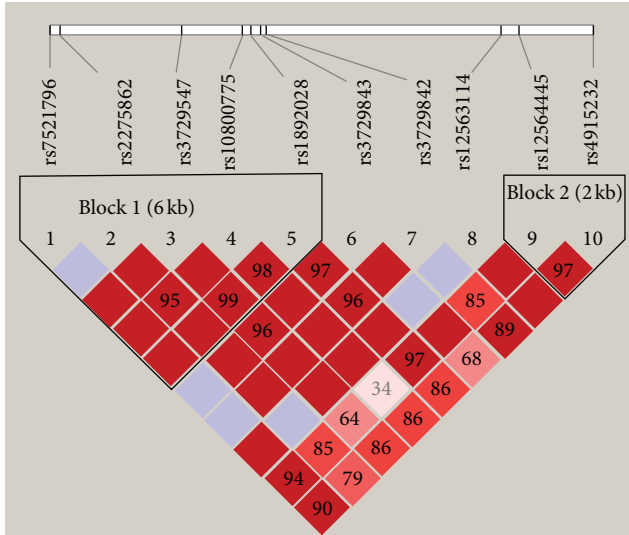 rs7521796
rs2275862
rs3729547
rs10800775
rs1892028
rs3729843
rs3729842
rs12563114
rs12564445
rs4915232
Block 1 (6 kb)
Block 2 (2 kb)
1 2 3 4 5 6 7 8 9 10
98 97 97
95 99 96 85
96 89
97 68
34 86
64 86
85 86
94 79
90